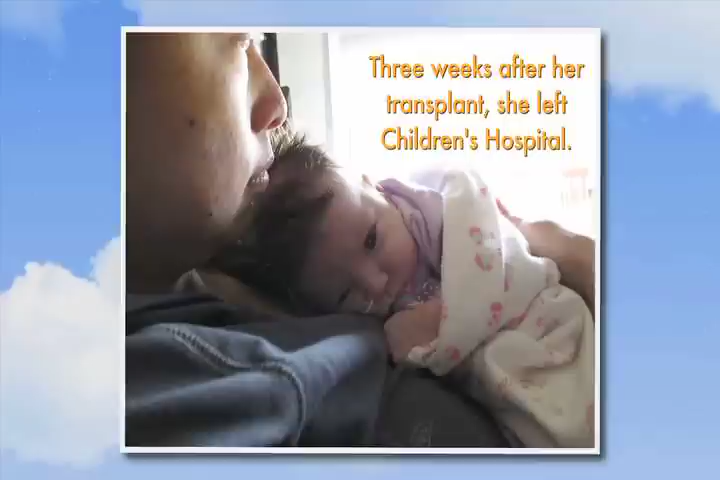 Three weeks after her
transplant, she left
Children's Hospital.